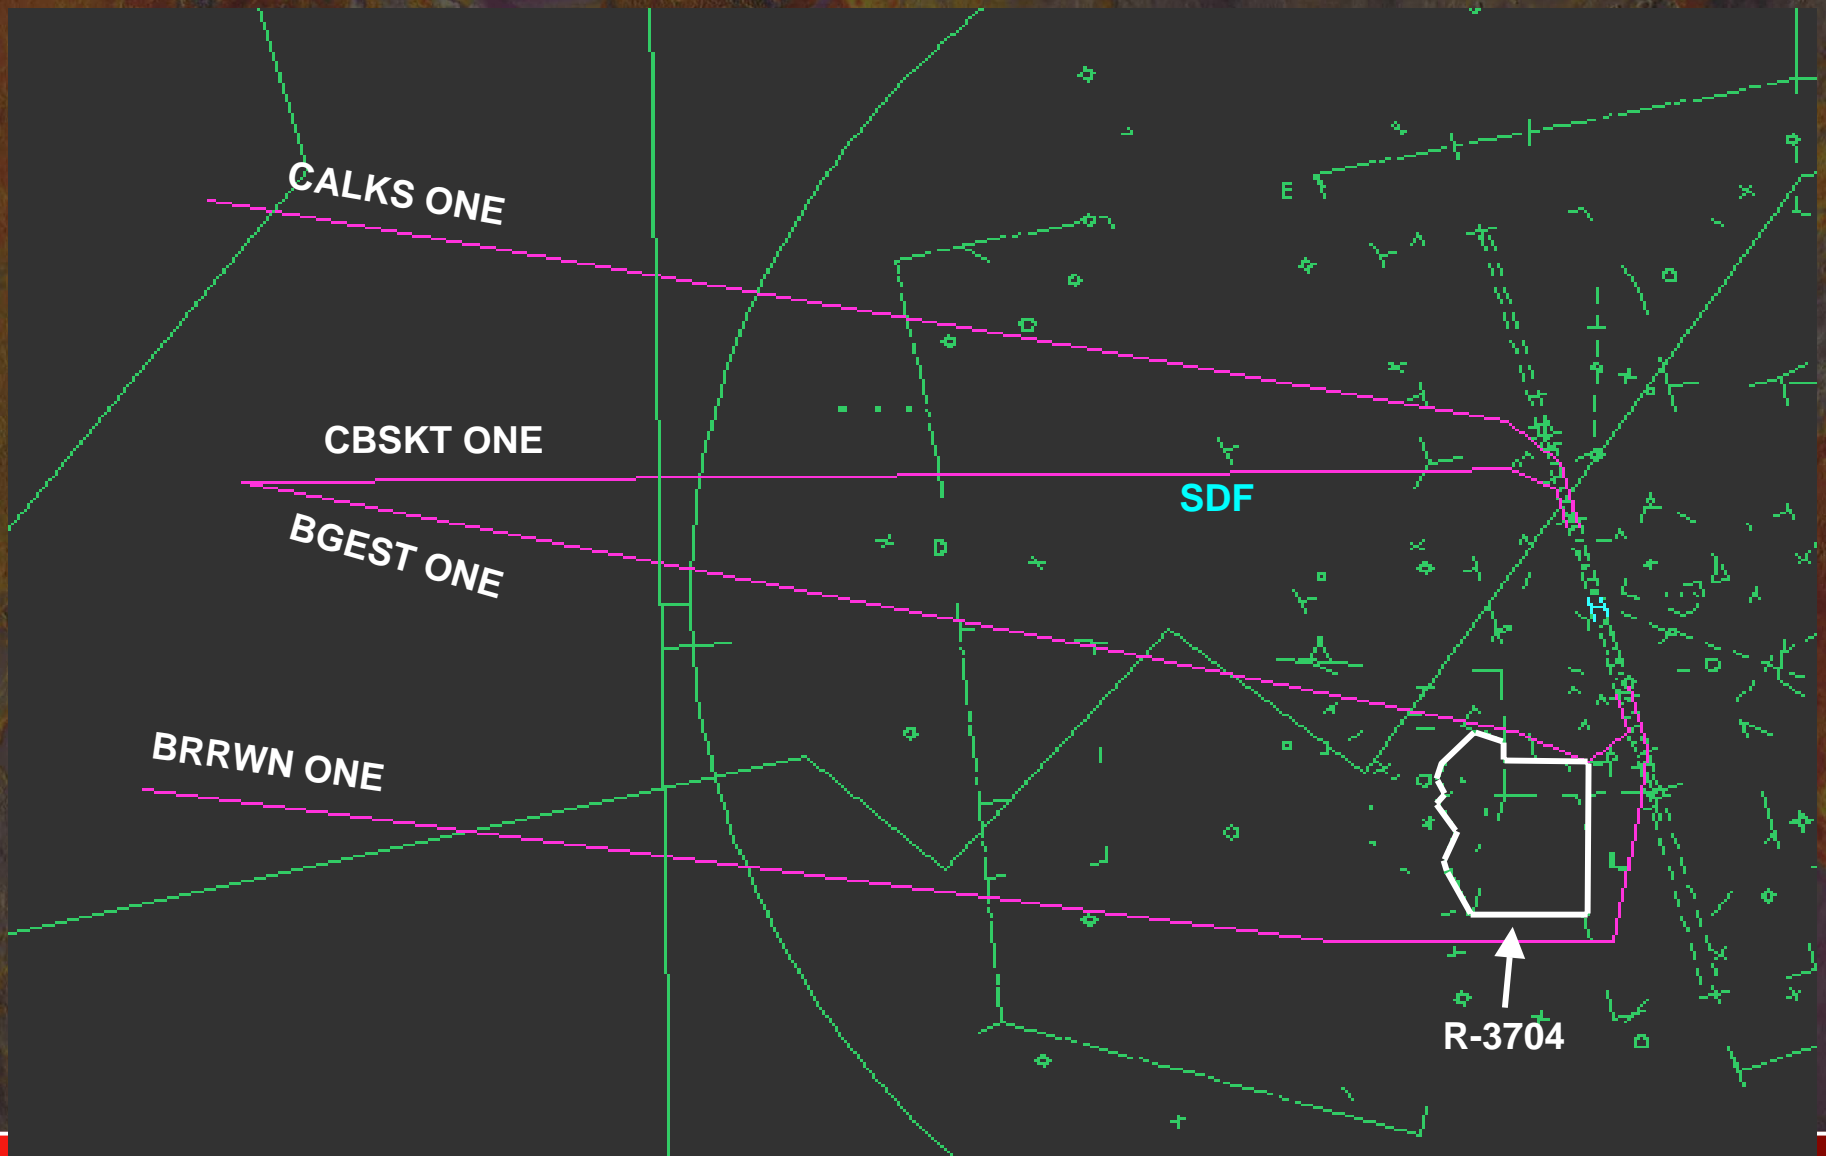 E
CALKS ONE
CBSKT ONE
SDF
BGEST ONE
D
BRRWN ONE
R-3704